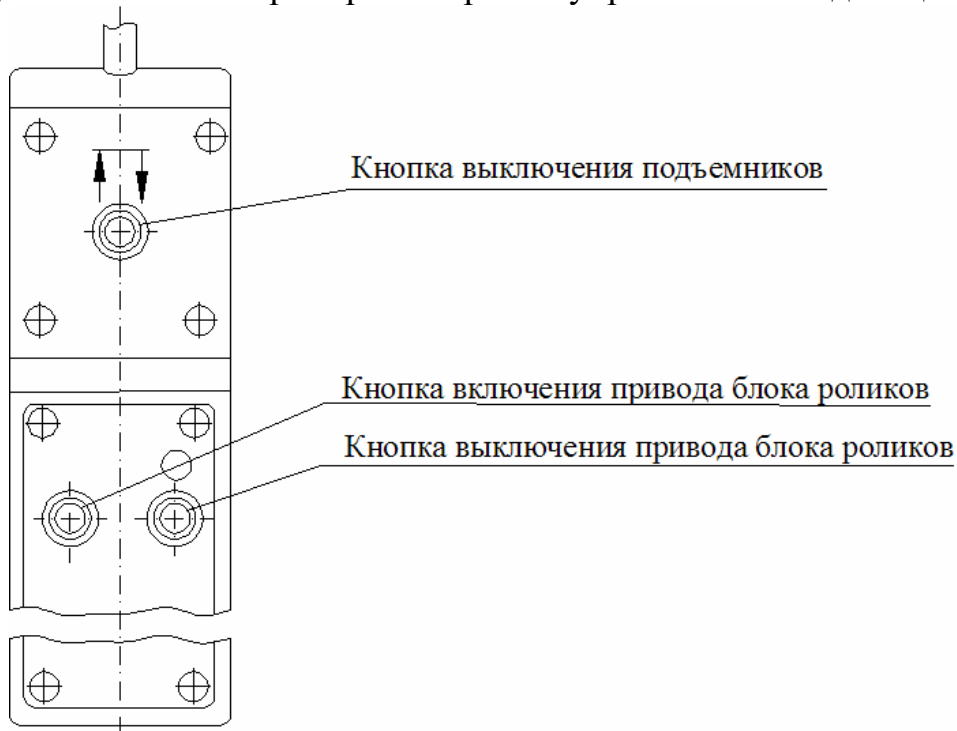 Кнопка выключения подъемников
Кнопка включения привода блока роликов
Кнопка выключения привода блока роликов